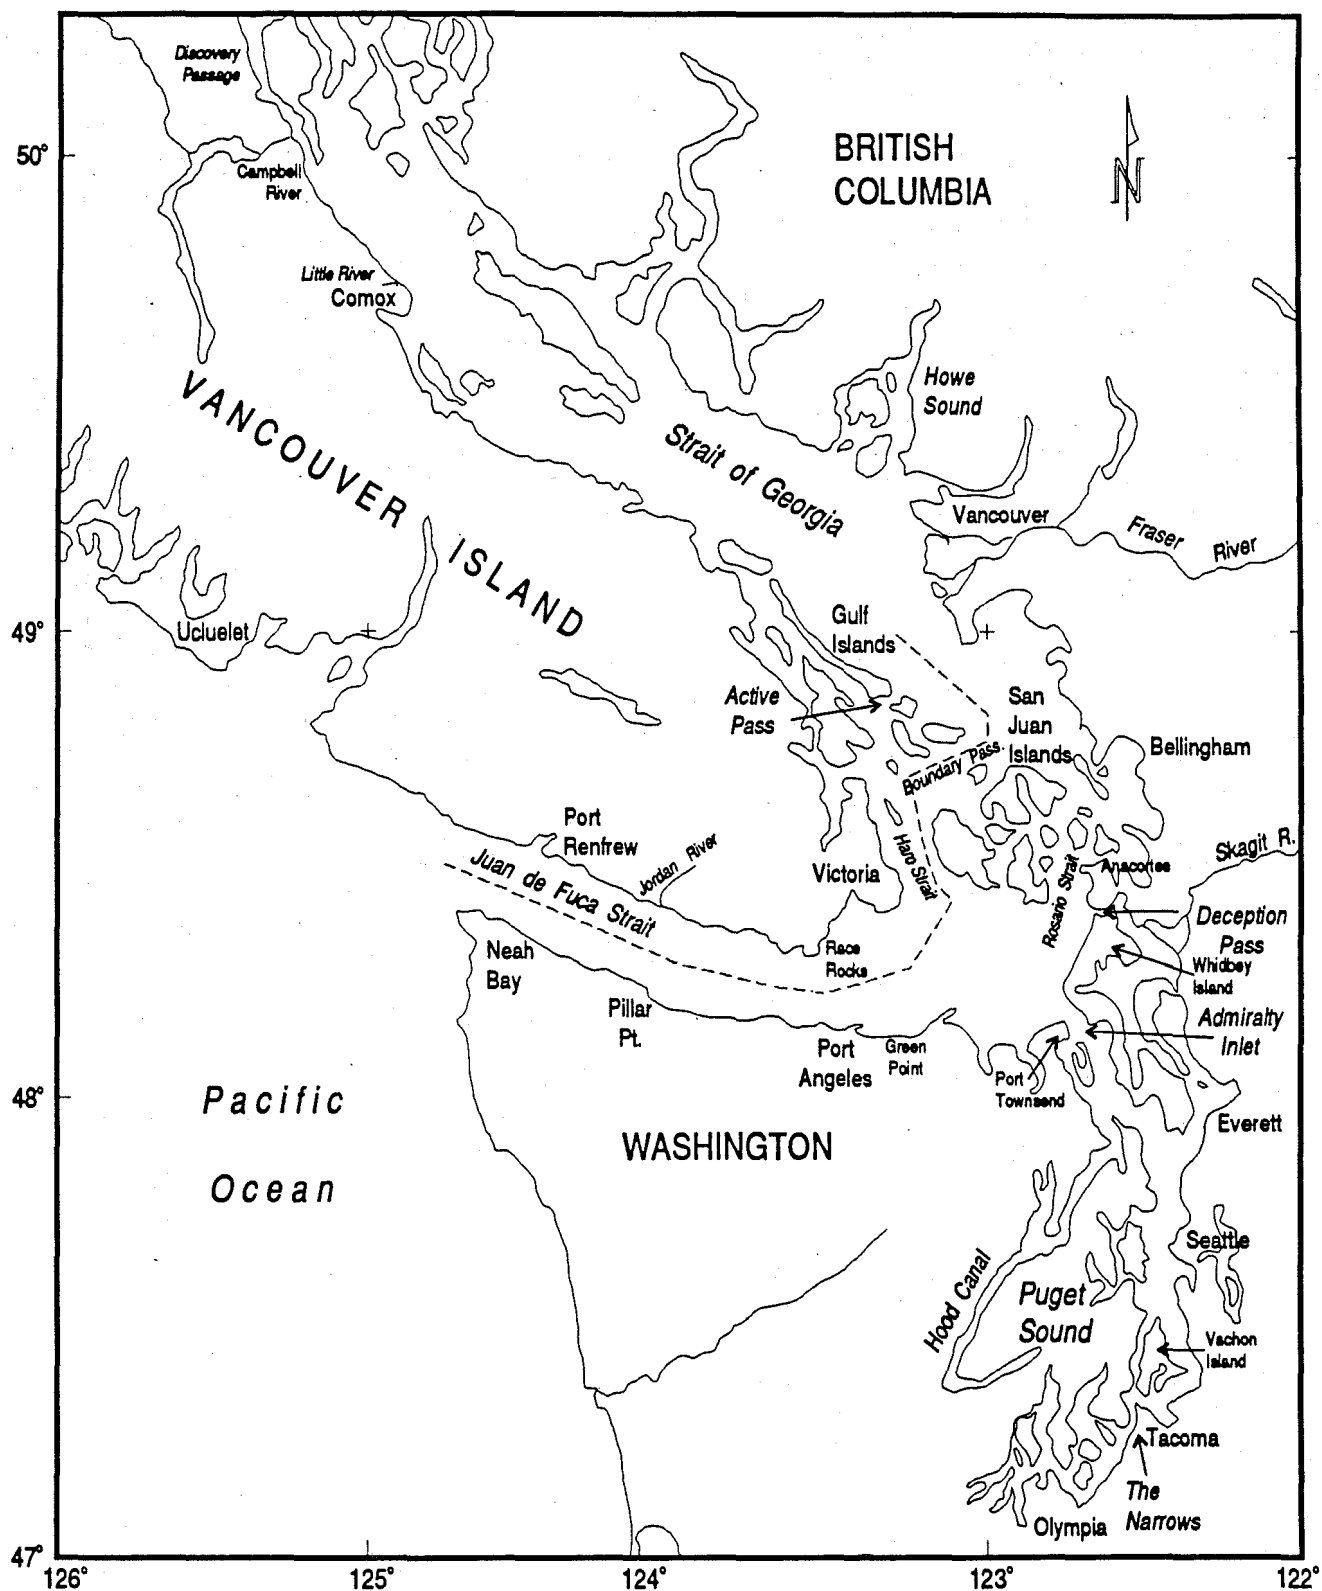 Discovery
Passage
BRITISH
COLUMBIA
N
50°
Campbell
River
Little River
Comox
Howe
Sound
VANCOUVER ISLAND
Strait of Georgia
Vancouver
Fraser River
Ucluelet
49°
Gulf
Islands
Active
Pass
San
Juan
Islands
Bellingham
Boundary Pass.
Port
Renfrew
Jordan River
Juan de Fuca Strait
Victoria
Haro Strait
Rosario Strait
Anacortes
Skagit R.
Deception
Pass
Neah
Bay
Race
Rocks
Whidbey
Island
Pillar
Pt.
Admiralty
Inlet
Port
Angeles
Green
Point
Port
Townsend
48°
Pacific
Ocean
WASHINGTON
Everett
Seattle
Hood Canal
Puget
Sound
Vachon
Island
Tacoma
The
Narrows
Olympia
47°
126° 125° 124° 123° 122°